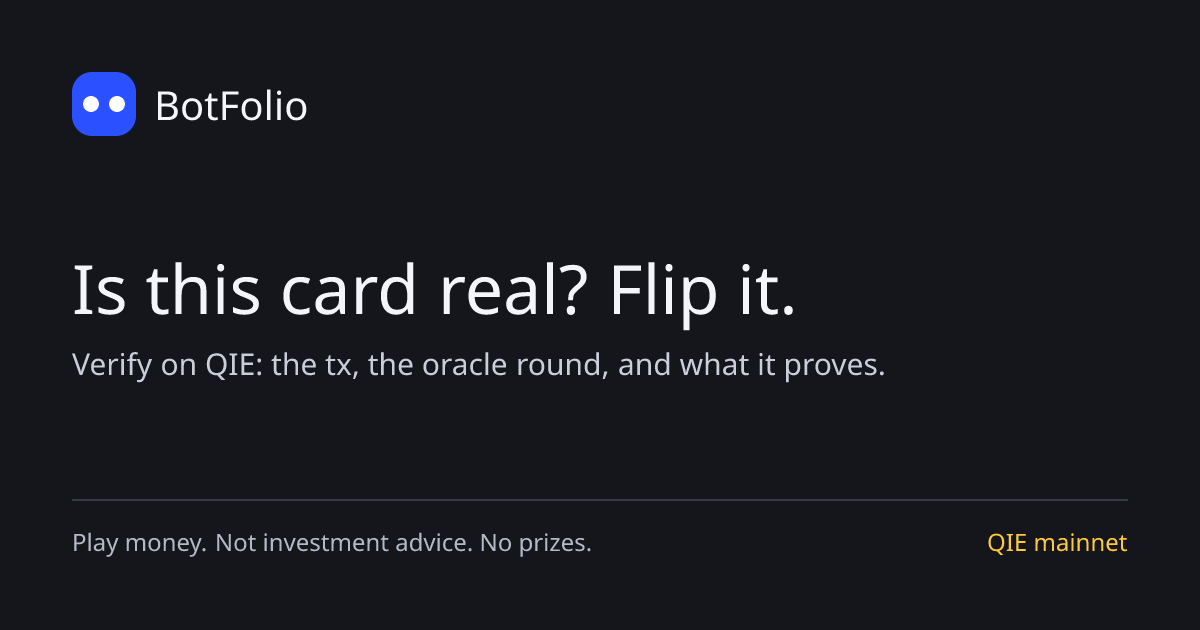 BotFolio
Is this card real? Flip it.
Verify on QIE: the tx, the oracle round, and what it proves.
Play money. Not investment advice. No prizes.
QIE mainnet